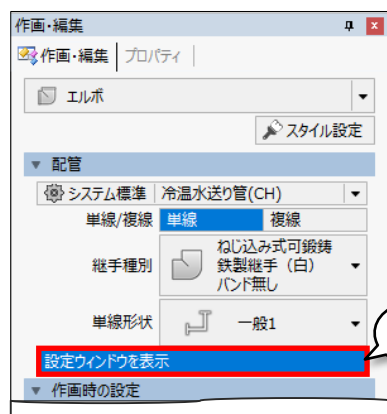 作画・編集
作画・編集 プロパティ
エルボ
スタイル設定
配管
システム標準 冷温水送り管(CH)
単線/複線 単線 複線
継手種別 ねじ込み式可鍛鋳
鉄製継手（白）
バンド無し
単線形状 一般1
設定ウィンドウを表示
作画時の設定